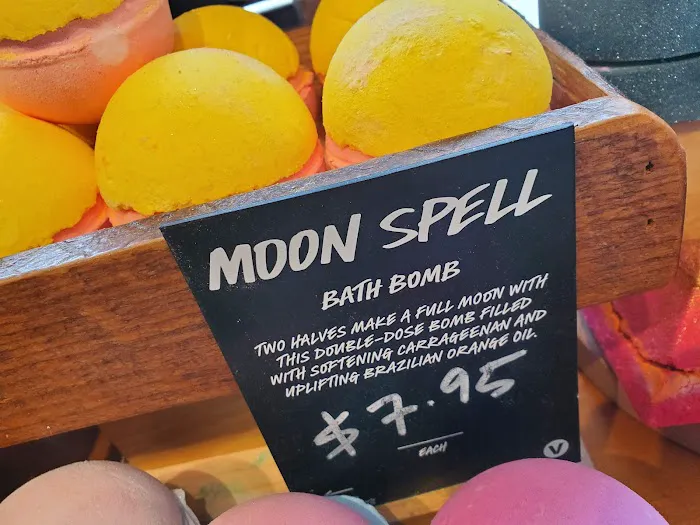 MOON SPELL
BATH BOMB
TWO HALVES MAKE A FULL MOON WITH
THIS DOUBLE-DOSE BOMB FILLED
WITH SOFTENING CARRAGEENAN AND
UPLIFTING BRAZILIAN ORANGE OIL.
$7.95
EACH
V